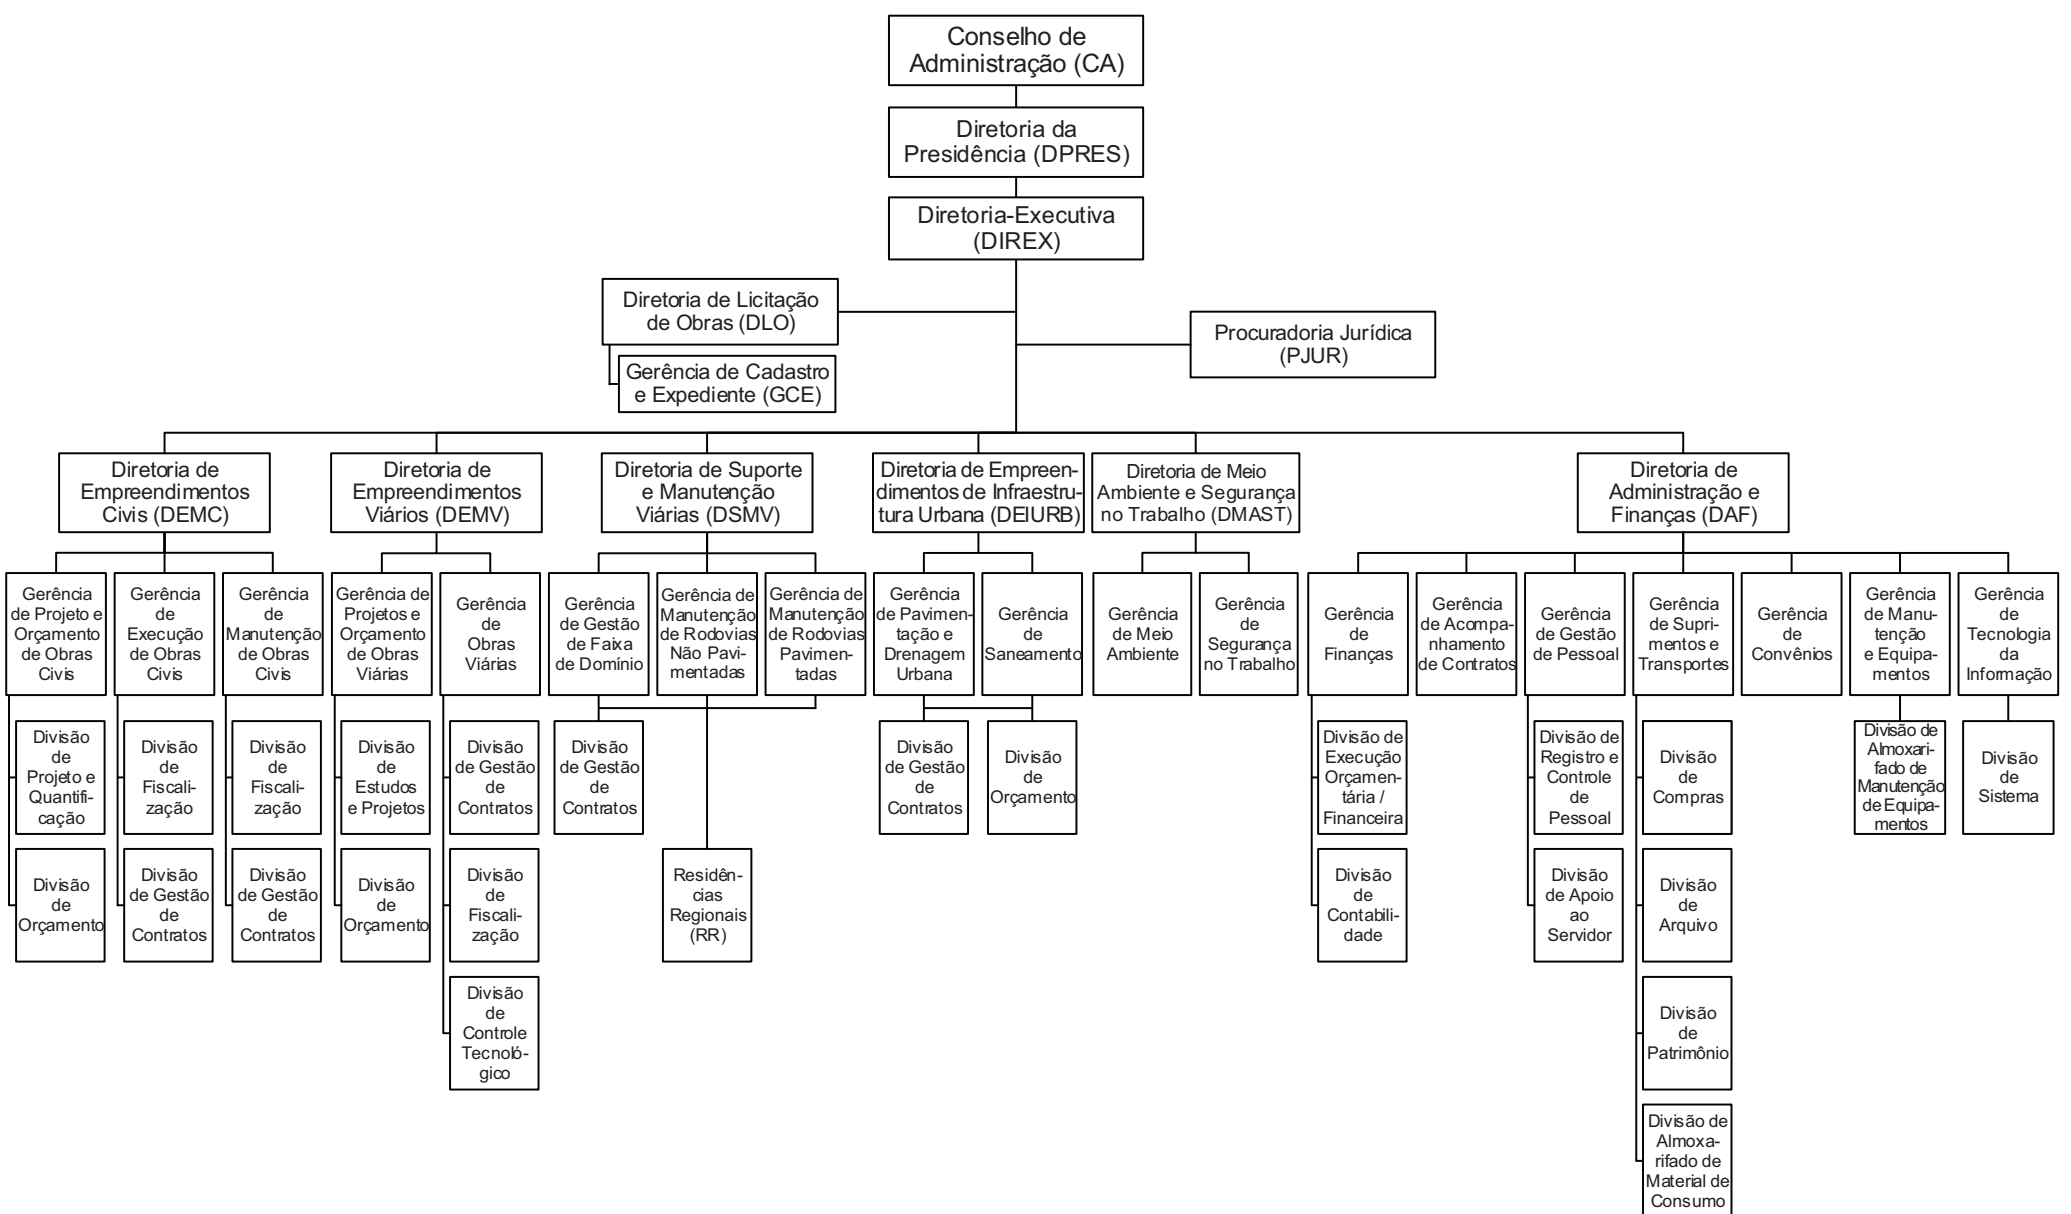 Conselho de
Administração (CA)
Diretoria da
Presidência (DPRES)
Diretoria-Executiva
(DIREX)
Diretoria de Licitação
de Obras (DLO)
Procuradoria Jurídica
(PJUR)
Gerência de Cadastro
e Expediente (GCE)
Diretoria de
Empreendimentos
Civis (DEMC)
Diretoria de
Empreendimentos
Viários (DEMV)
Diretoria de Suporte
e Manutenção
Viárias (DSMV)
Diretoria de Empreen-
dimentos de Infraestru-
tura Urbana (DEIURB)
Diretoria de Meio
Ambiente e Segurança
no Trabalho (DMAST)
Diretoria de
Administração e
Finanças (DAF)
Gerência
de Projeto e
Orçamento
de Obras
Civis
Gerência
de
Execução
de Obras
Civis
Gerência
de
Manutenção
de Obras
Civis
Gerência de
Projetos e
Orçamento
de Obras
Viárias
Gerência
de
Obras
Viárias
Gerência
de Gestão
de Faixa
de Domínio
Gerência de
Manutenção
de Rodovias
Não Pavi-
mentadas
Gerência de
Manutenção
de Rodovias
Pavimen-
tadas
Gerência
de Pavimen-
tação e
Drenagem
Urbana
Gerência
de
Saneamento
Gerência
de Meio
Ambiente
Gerência
de
Segurança
no Trabalho
Gerência
de
Finanças
Gerência
de Acompa-
nhamento
de Contratos
Gerência
de Gestão
de Pessoal
Gerência
de Supri-
mentos e
Transportes
Gerência
de
Convênios
Gerência
de Manu-
tenção
e Equipa-
mentos
Gerência
de
Tecnologia
da
Informação
Divisão
de
Projeto e
Quantifi-
cação
Divisão
de
Fiscali-
zação
Divisão
de
Fiscali-
zação
Divisão
de
Estudos
e Projetos
Divisão
de Gestão
de
Contratos
Divisão
de Gestão
de
Contratos
Divisão
de Gestão
de
Contratos
Divisão
de
Orçamento
Divisão de
Execução
Orçamen-
tária /
Financeira
Divisão de
Registro e
Controle
de
Pessoal
Divisão
de
Compras
Divisão de
Almoxari-
fado de
Manutenção
de Equipa-
mentos
Divisão
de
Sistema
Divisão
de
Orçamento
Divisão
de Gestão
de
Contratos
Divisão
de Gestão
de
Contratos
Divisão
de
Orçamento
Divisão
de
Fiscali-
zação
Residên-
cias
Regionais
(RR)
Divisão
de
Contabili-
dade
Divisão
de Apoio
ao
Servidor
Divisão
de
Arquivo
Divisão
de
Controle
Tecnoló-
gico
Divisão
de
Patrimônio
Divisão de
Almoxa-
rifado de
Material de
Consumo